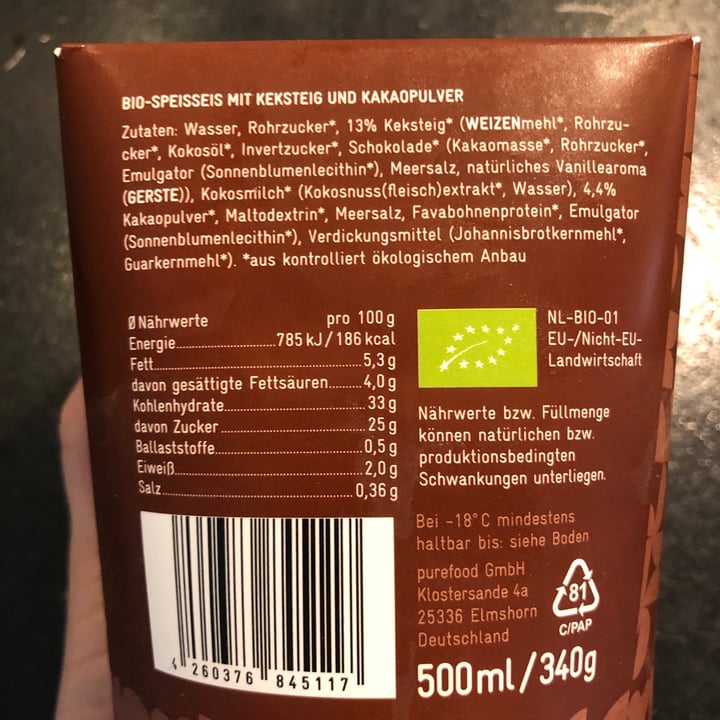 BIO-SPEISSEIS MIT KEKSTEIG UND KAKAOPULVER
Zutaten: Wasser, Rohrzucker*, 13% Keksteig* (WEIZENmehl*, Rohrzu-
cker*, Kokosöl*, Invertzucker*, Schokolade* (Kakaomasse*, Rohrzucker*,
Emulgator (Sonnenblumenlecithin*), Meersalz, natürliches Vanillearoma
(GERSTE)), Kokosmilch* (Kokosnuss(fleisch)extrakt*, Wasser), 4,4%
Kakaopulver*, Maltodextrin*, Meersalz, Favabohnenprotein*, Emulgator
(Sonnenblumenlecithin*), Verdickungsmittel (Johannisbrotkernmehl*,
Guarkernmehl*). *aus kontrolliert ökologischem Anbau
Ø Nährwerte pro 100 g
Energie 785 kJ / 186 kcal
Fett 5,3 g
davon gesättigte Fettsäuren 4,0 g
Kohlenhydrate 33 g
davon Zucker 25 g
Ballaststoffe 0,5 g
Eiweiß 2,0 g
Salz 0,36 g
NL-BIO-01
EU-/Nicht-EU-
Landwirtschaft
Nährwerte bzw. Füllmenge
können natürlichen bzw.
produktionsbedingten
Schwankungen unterliegen.
Bei -18°C mindestens
haltbar bis: siehe Boden
purefood GmbH
Klostersande 4a
25336 Elmshorn
Deutschland
81
C/PAP
500ml/340g
4 260376 845117